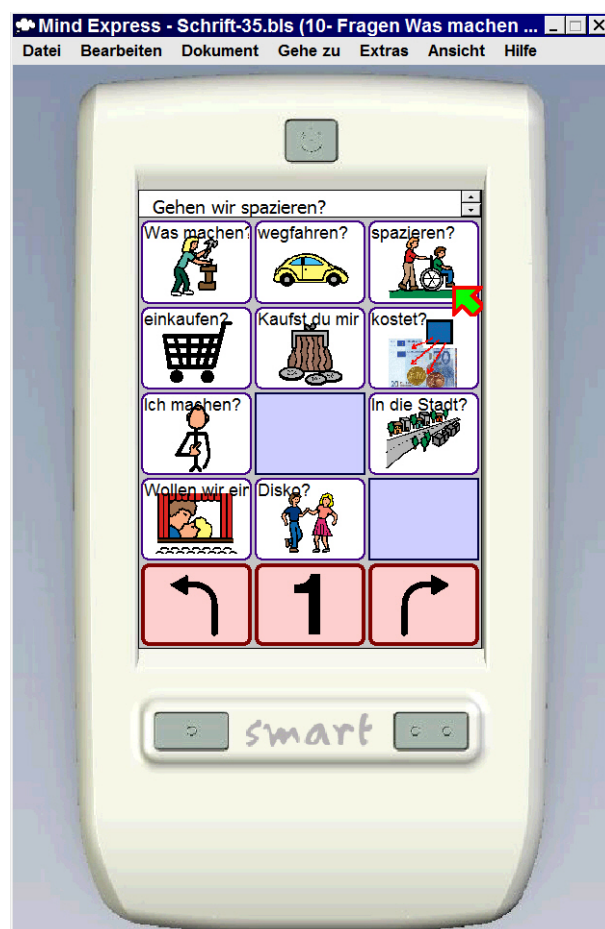 Mind Express - Schrift-35.bls (10- Fragen Was machen ...
Datei Bearbeiten Dokument Gehe zu Extras Ansicht Hilfe
Gehen wir spazieren?
Was machen? wegfahren? spazieren?
einkaufen? Kaufst du mir kostet?
20
Ich machen? In die Stadt?
Wollen wir ein Disko?
1
smart